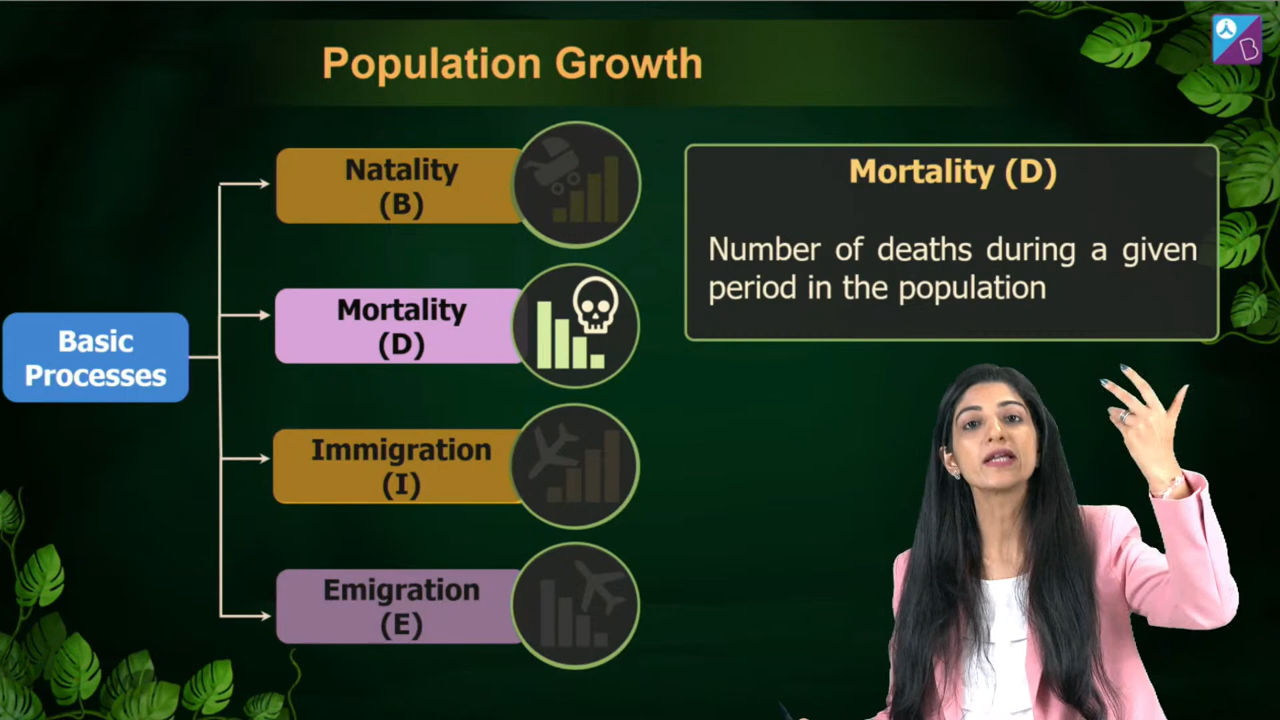 Population Growth
Natality
(B)
Mortality (D)
Number of deaths during a given
period in the population
Mortality
(D)
Basic
Processes
Immigration
(I)
Emigration
(E)
B